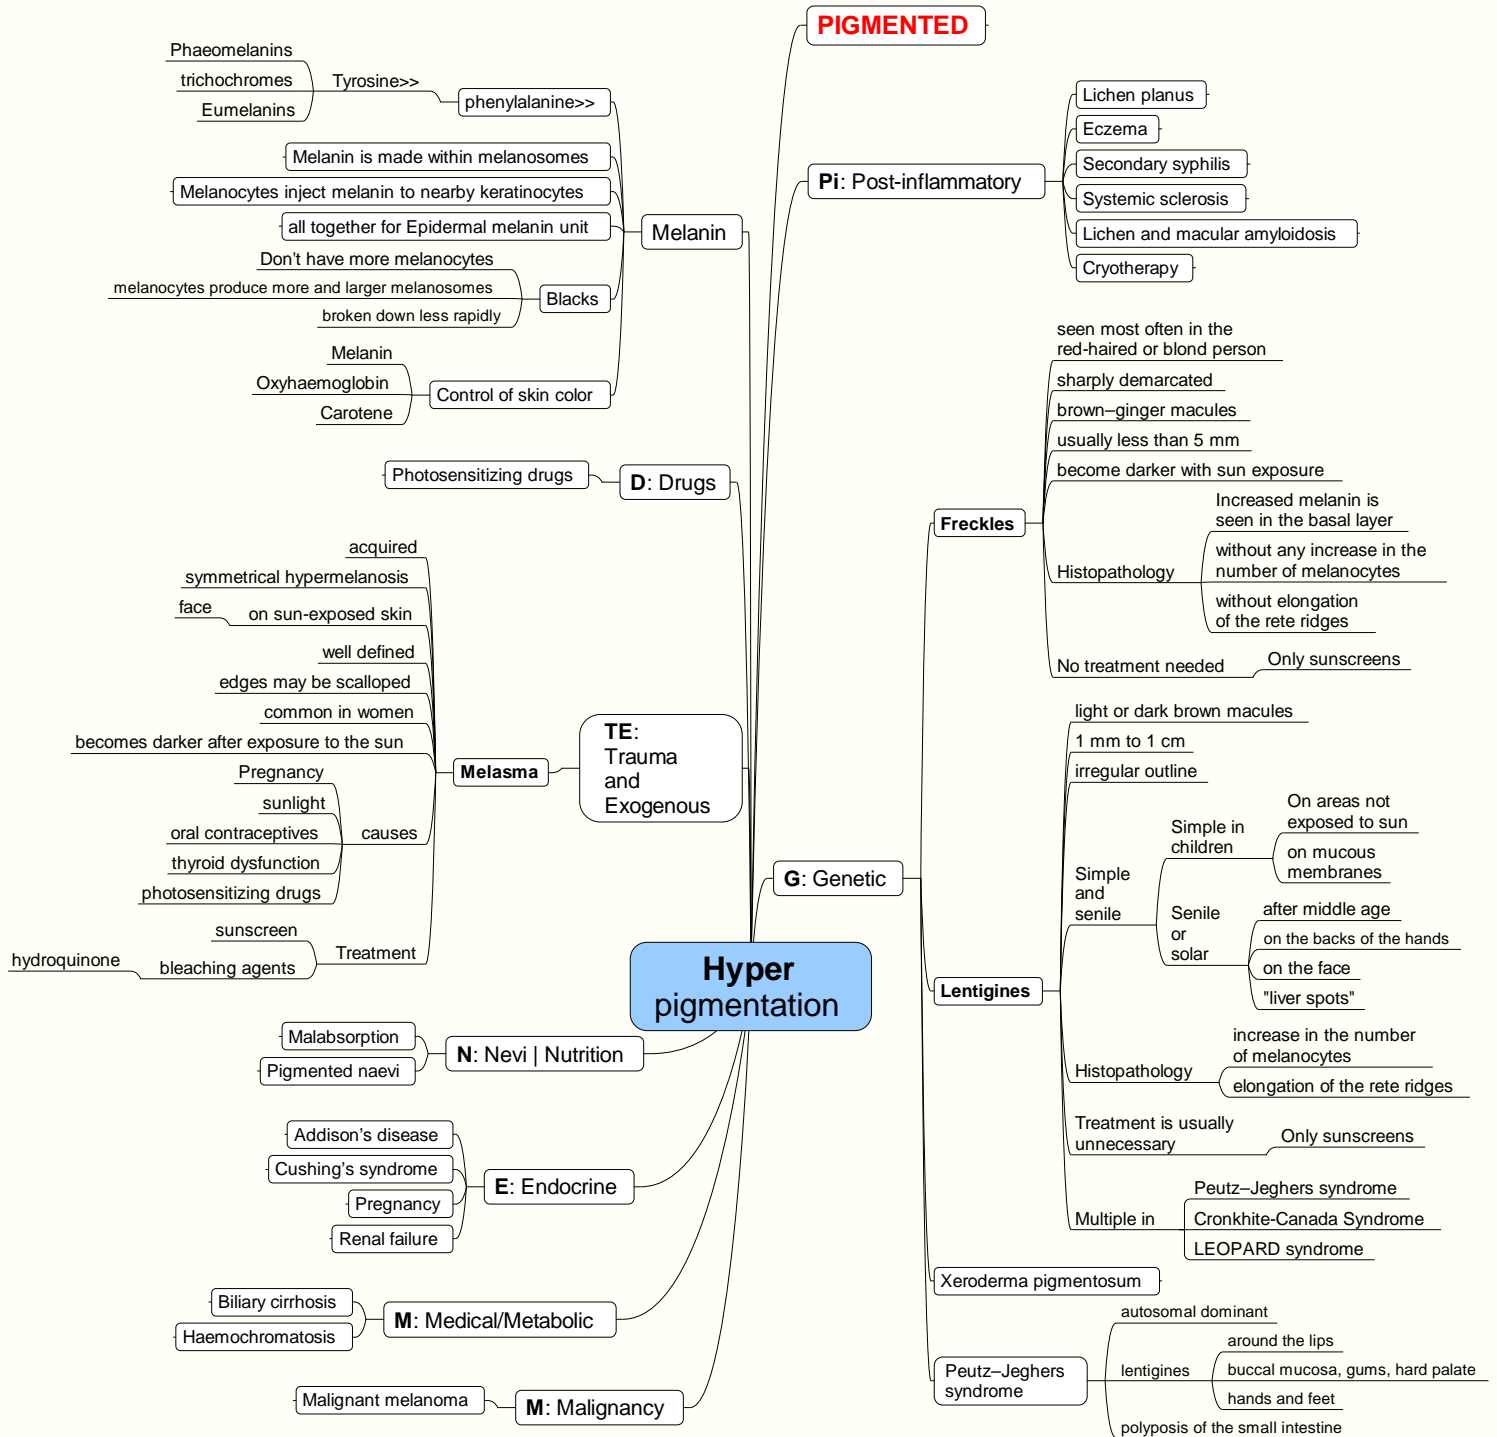 PIGMENTED
Phaeomelanins
trichochromes
Eumelanins
Tyrosine>>
phenylalanine>>
Melanin is made within melanosomes
Melanocytes inject melanin to nearby keratinocytes
all together for Epidermal melanin unit
Don't have more melanocytes
melanocytes produce more and larger melanosomes
broken down less rapidly
Blacks
Melanin
Oxyhaemoglobin
Carotene
Control of skin color
Melanin
Photosensitizing drugs
D: Drugs
acquired
symmetrical hypermelanosis
face
on sun-exposed skin
well defined
edges may be scalloped
common in women
becomes darker after exposure to the sun
Pregnancy
sunlight
oral contraceptives
thyroid dysfunction
photosensitizing drugs
causes
sunscreen
hydroquinone
bleaching agents
Treatment
Melasma
TE:
Trauma
and
Exogenous
Hyper
pigmentation
Malabsorption
Pigmented naevi
N: Nevi | Nutrition
Addison's disease
Cushing's syndrome
Pregnancy
Renal failure
E: Endocrine
Biliary cirrhosis
Haemochromatosis
M: Medical/Metabolic
Malignant melanoma
M: Malignancy
Pi: Post-inflammatory
Lichen planus
Eczema
Secondary syphilis
Systemic sclerosis
Lichen and macular amyloidosis
Cryotherapy
G: Genetic
Freckles
seen most often in the
red-haired or blond person
sharply demarcated
brown–ginger macules
usually less than 5 mm
become darker with sun exposure
Histopathology
Increased melanin is
seen in the basal layer
without any increase in the
number of melanocytes
without elongation
of the rete ridges
No treatment needed
Only sunscreens
Lentigines
light or dark brown macules
1 mm to 1 cm
irregular outline
Simple
and
senile
Simple in
children
On areas not
exposed to sun
on mucous
membranes
Senile
or
solar
after middle age
on the backs of the hands
on the face
"liver spots"
Histopathology
increase in the number
of melanocytes
elongation of the rete ridges
Treatment is usually
unnecessary
Only sunscreens
Multiple in
Peutz–Jeghers syndrome
Cronkhite-Canada Syndrome
LEOPARD syndrome
Xeroderma pigmentosum
Peutz–Jeghers
syndrome
autosomal dominant
lentigines
around the lips
buccal mucosa, gums, hard palate
hands and feet
polyposis of the small intestine